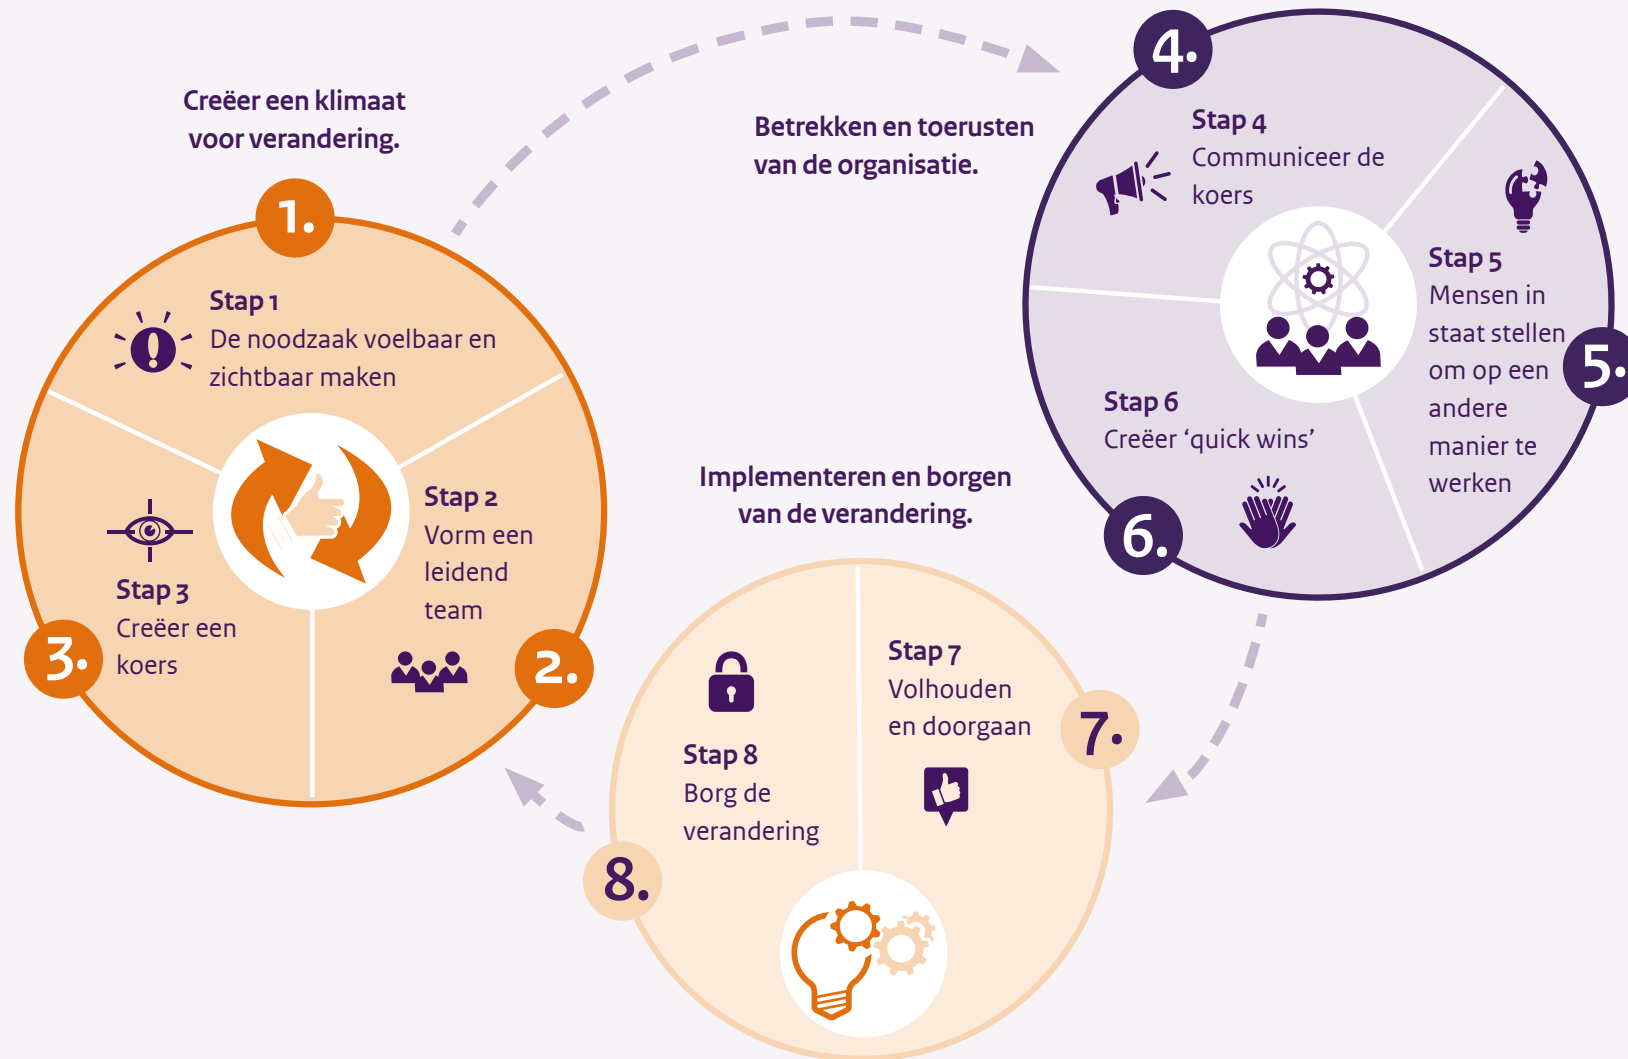 Creëer een klimaat
voor verandering.
1.
Stap 1
De noodzaak voelbaar en
zichtbaar maken
Stap 2
Vorm een
leidend
team
2.
Stap 3
Creëer een
koers
3.
Betrekken en toerusten
van de organisatie.
4.
Stap 4
Communiceer de
koers
Stap 5
Mensen in
staat stellen
om op een
andere
manier te
werken
5.
Stap 6
Creëer ‘quick wins’
6.
Implementeren en borgen
van de verandering.
Stap 7
Volhouden
en doorgaan
7.
Stap 8
Borg de
verandering
8.